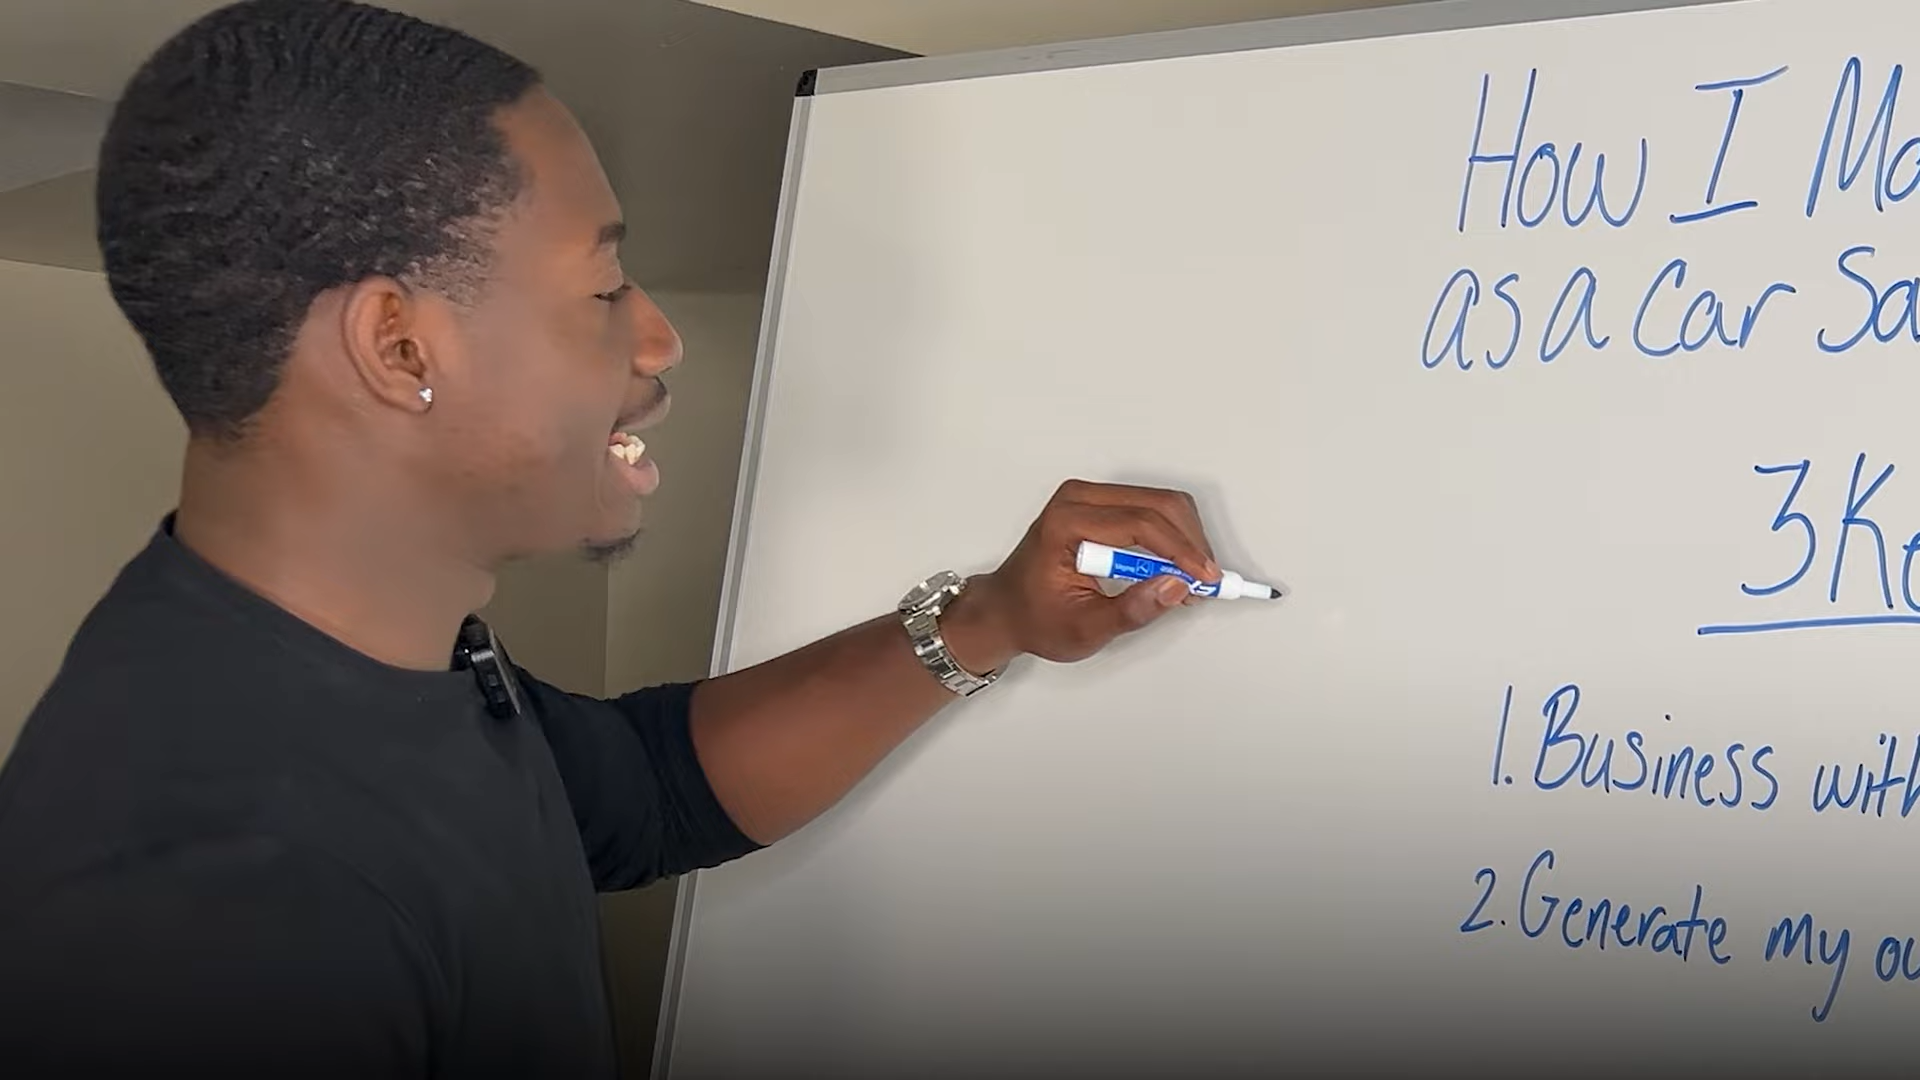 How I Ma
as a Car Sa
3 Ke
1. Business with
2. Generate my ou